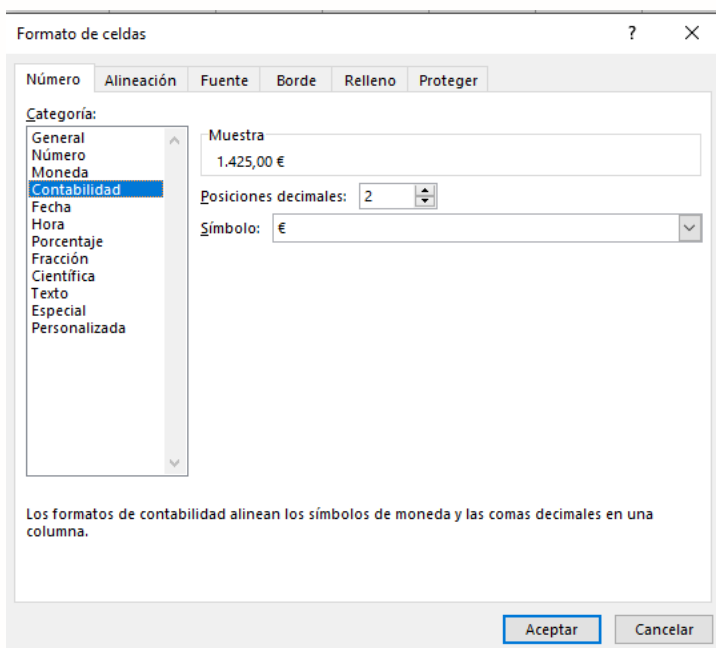 Formato de celdas ?
Número Alineación Fuente Borde Relleno Proteger
Categoría:
General
Número
Moneda
Contabilidad
Fecha
Hora
Porcentaje
Fracción
Científica
Texto
Especial
Personalizada
Muestra
1.425,00 €
Posiciones decimales: 2
Símbolo: €
Los formatos de contabilidad alinean los símbolos de moneda y las comas decimales en una
columna.
Aceptar Cancelar